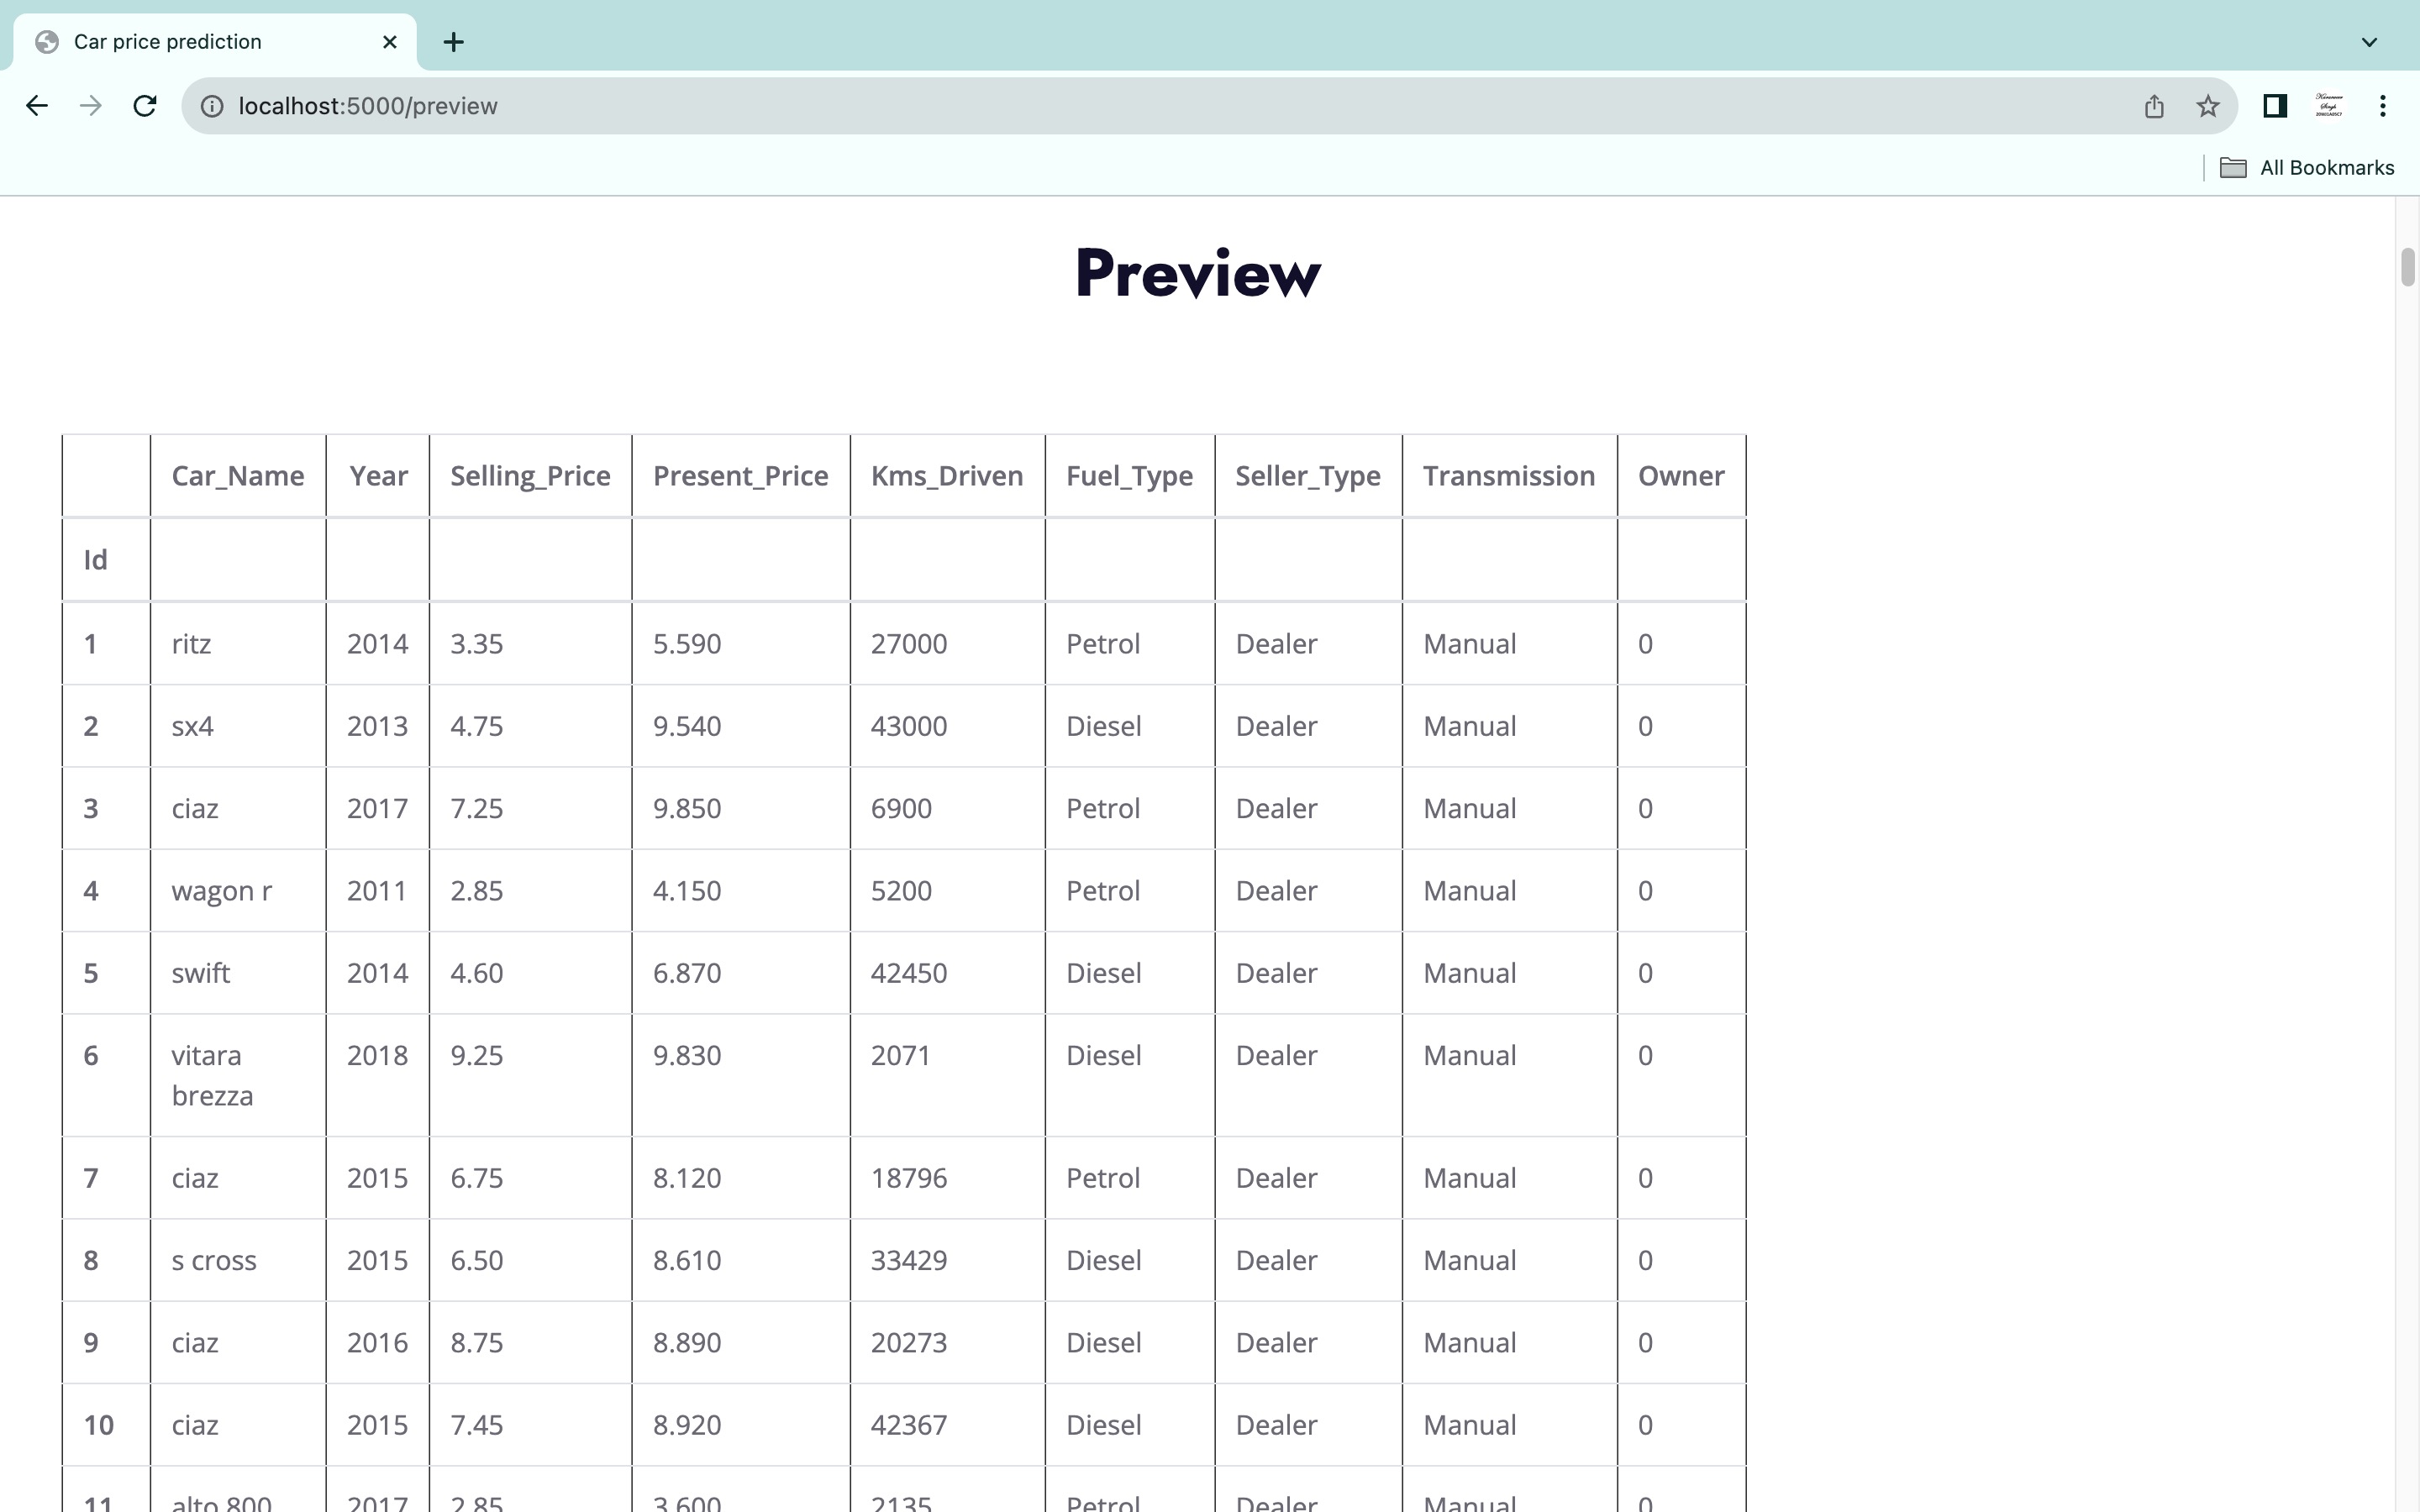 Car price prediction
localhost:5000/preview
All Bookmarks
Preview
Car_Name Year Selling_Price Present_Price Kms_Driven Fuel_Type Seller_Type Transmission Owner
Id
1 ritz 2014 3.35 5.590 27000 Petrol Dealer Manual 0
2 sx4 2013 4.75 9.540 43000 Diesel Dealer Manual 0
3 ciaz 2017 7.25 9.850 6900 Petrol Dealer Manual 0
4 wagon r 2011 2.85 4.150 5200 Petrol Dealer Manual 0
5 swift 2014 4.60 6.870 42450 Diesel Dealer Manual 0
6 vitara 2018 9.25 9.830 2071 Diesel Dealer Manual 0
brezza
7 ciaz 2015 6.75 8.120 18796 Petrol Dealer Manual 0
8 s cross 2015 6.50 8.610 33429 Diesel Dealer Manual 0
9 ciaz 2016 8.75 8.890 20273 Diesel Dealer Manual 0
10 ciaz 2015 7.45 8.920 42367 Diesel Dealer Manual 0
11 alto 800 2017 2.85 3.600 2135 Petrol Dealer Manual 0